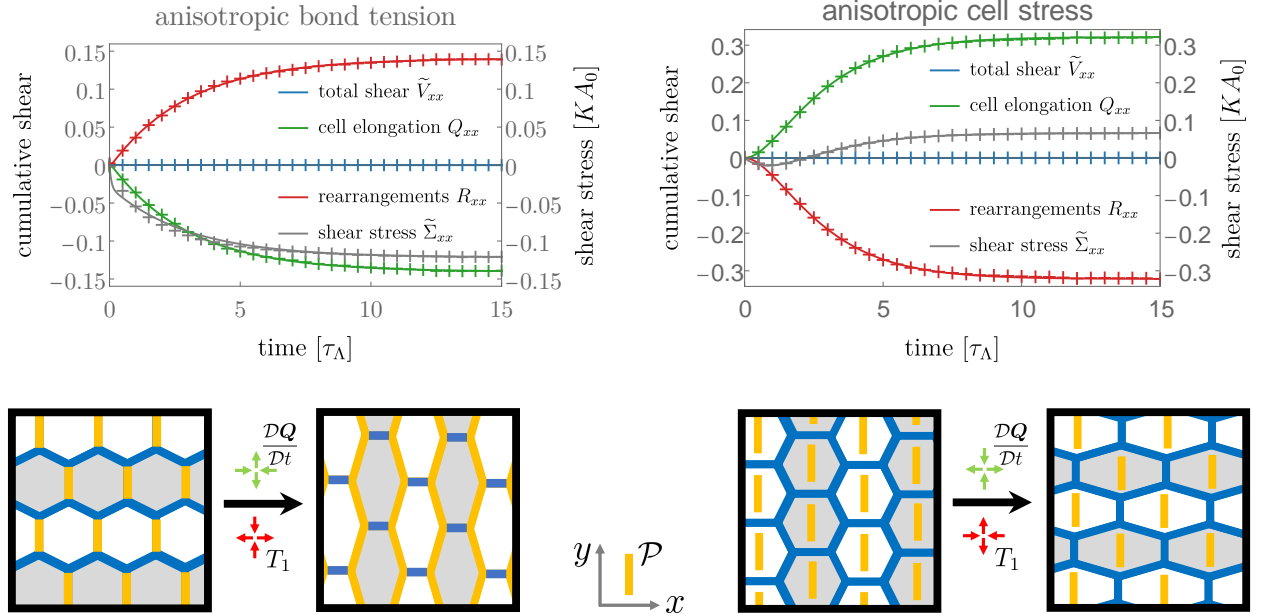 anisotropic bond tension
0.15
0.1
0.05
0
−0.05
−0.1
−0.15
cumulative shear
total shear Ṽxx
cell elongation Qxx
rearrangements Rxx
shear stress Σ̃xx
0.15
0.10
0.05
0
−0.05
−0.10
−0.15
shear stress [K A0]
0 5 10 15
time [τΛ]
anisotropic cell stress
0.3
0.2
0.1
0
−0.1
−0.2
−0.3
cumulative shear
total shear Ṽxx
cell elongation Qxx
rearrangements Rxx
shear stress Σ̃xx
0.3
0.2
0.1
0
−0.1
−0.2
−0.3
shear stress [K A0]
0 5 10 15
time [τΛ]
𝒟Q
𝒟t
T1
y
𝒫
x
𝒟Q
𝒟t
T1